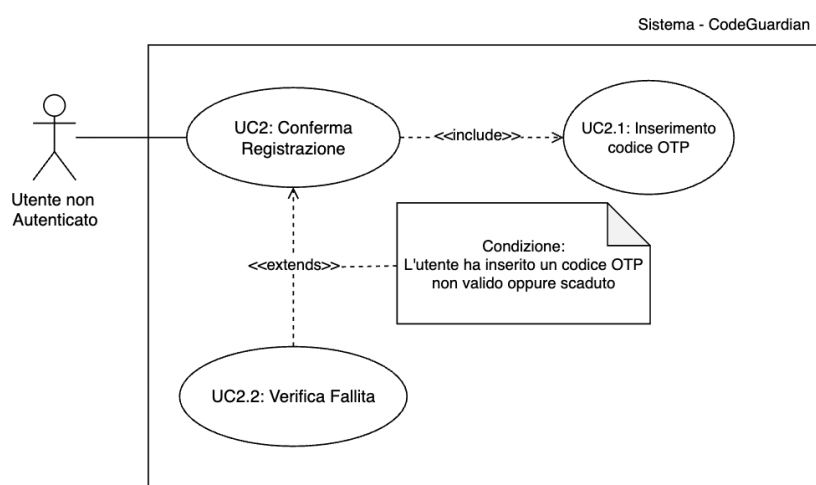 Sistema - CodeGuardian
UC2: Conferma
Registrazione
<<include>>
UC2.1: Inserimento
codice OTP
Utente non
Autenticato
<<extends>>
Condizione:
L'utente ha inserito un codice OTP
non valido oppure scaduto
UC2.2: Verifica Fallita